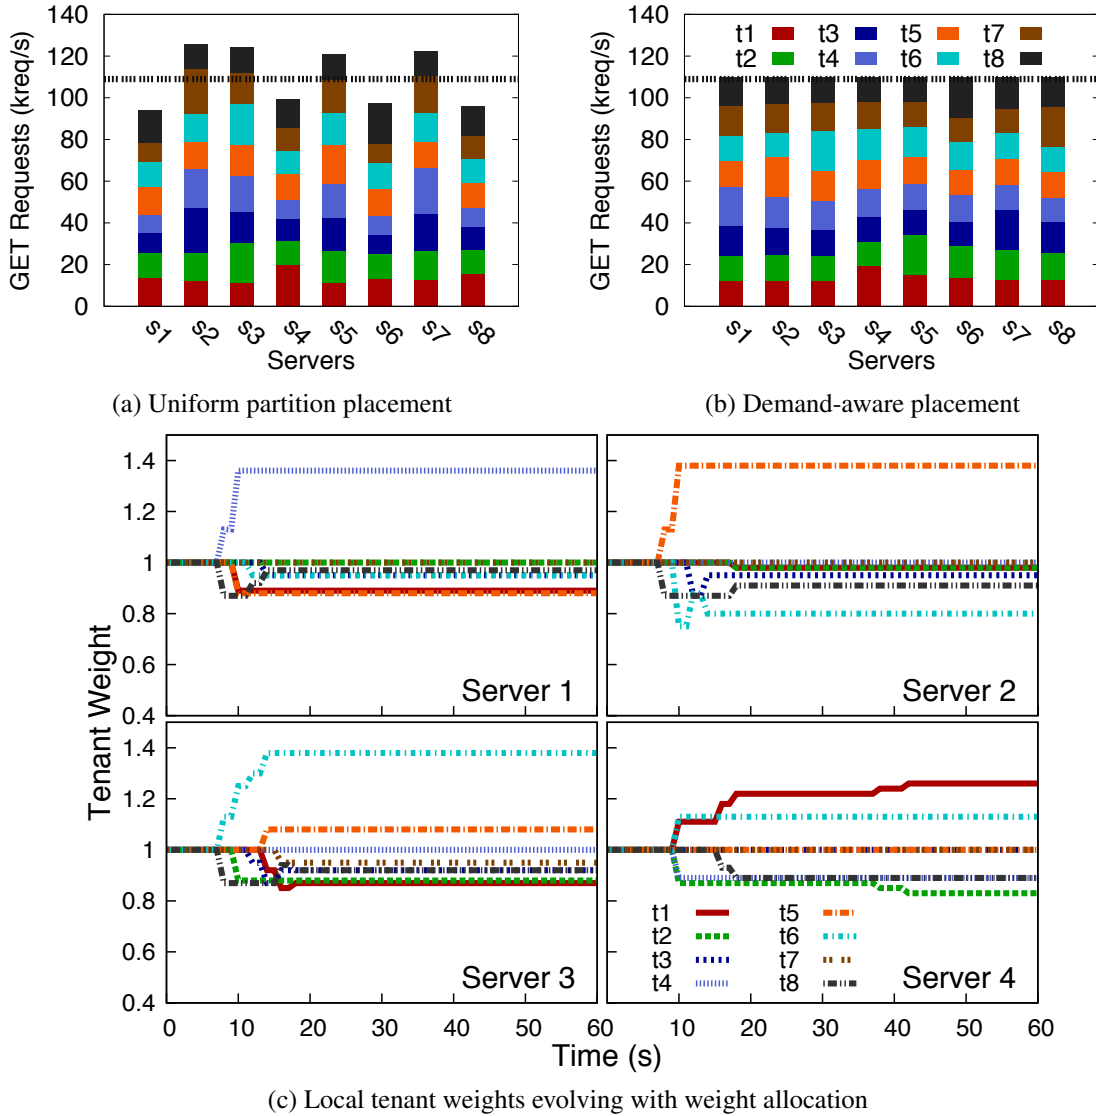 140
120
100
80
60
40
20
0
GET Requests (kreq/s)
s1 s2 s3 s4 s5 s6 s7 s8
Servers
(a) Uniform partition placement
140
120
100
80
60
40
20
0
GET Requests (kreq/s)
t1 t3 t5 t7
t2 t4 t6 t8
s1 s2 s3 s4 s5 s6 s7 s8
Servers
(b) Demand-aware placement
Tenant Weight
1.4
1.2
1
0.8
0.6
0.4
Server 1
Server 2
1.4
1.2
1
0.8
0.6
0.4
Server 3
t1 t5
t2 t6
t3 t7
t4 t8
Server 4
0 10 20 30 40 50 60 10 20 30 40 50 60
Time (s)
(c) Local tenant weights evolving with weight allocation